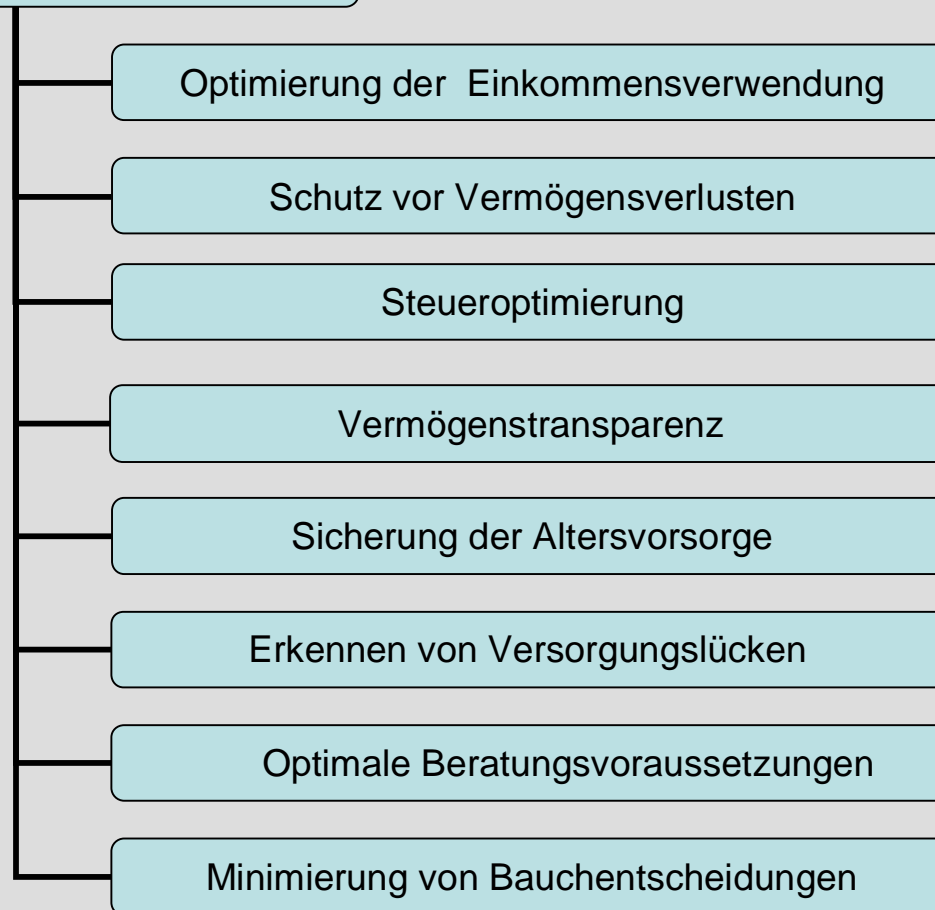 Optimierung der  Einkommensverwendung
Schutz vor Vermögensverlusten
Steueroptimierung
Vermögenstransparenz
Sicherung der Altersvorsorge
Erkennen von Versorgungslücken
Optimale Beratungsvoraussetzungen
Minimierung von Bauchentscheidungen